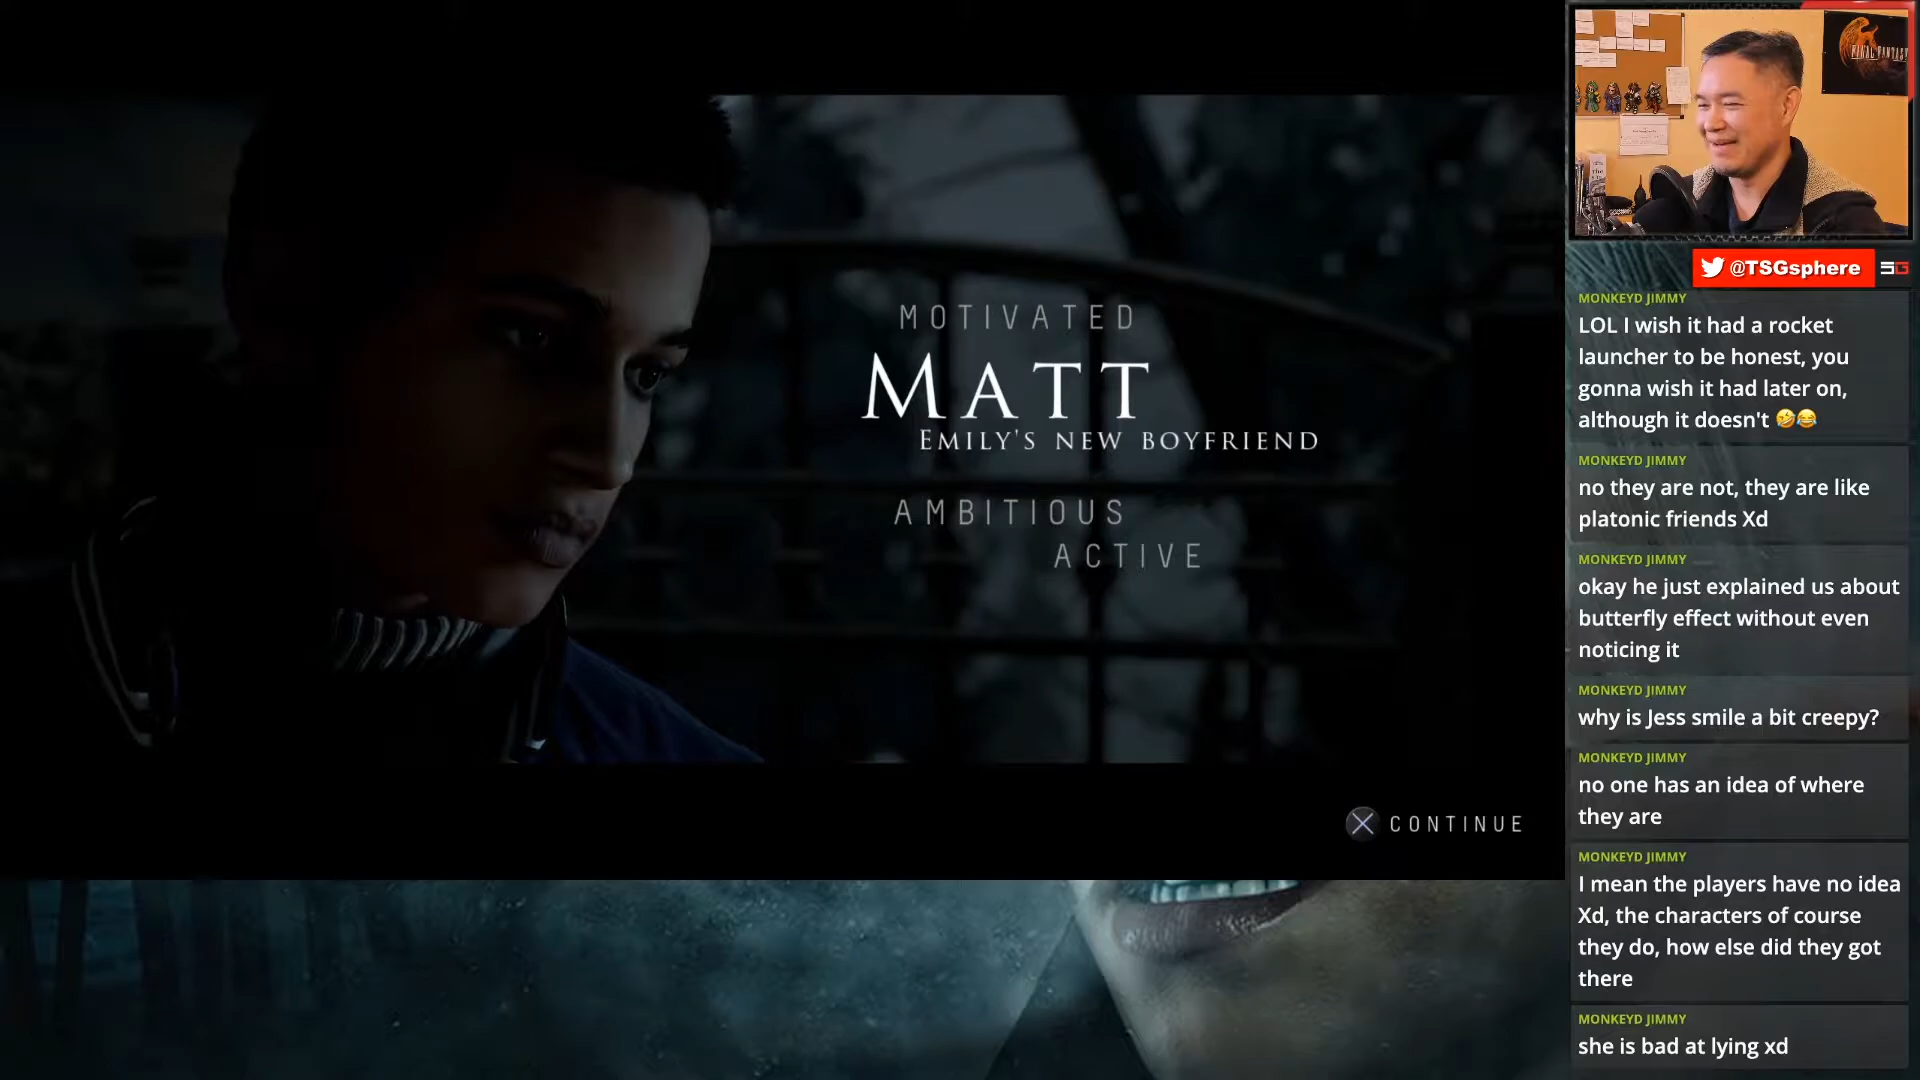 MOTIVATED
MATT
EMILY'S NEW BOYFRIEND
AMBITIOUS
ACTIVE
CONTINUE
FINAL FANTASY
@TSGsphere
SG
MONKEYD JIMMY
LOL I wish it had a rocket
launcher to be honest, you
gonna wish it had later on,
although it doesn't 🤣😂
MONKEYD JIMMY
no they are not, they are like
platonic friends Xd
MONKEYD JIMMY
okay he just explained us about
butterfly effect without even
noticing it
MONKEYD JIMMY
why is Jess smile a bit creepy?
MONKEYD JIMMY
no one has an idea of where
they are
MONKEYD JIMMY
I mean the players have no idea
Xd, the characters of course
they do, how else did they got
there
MONKEYD JIMMY
she is bad at lying xd